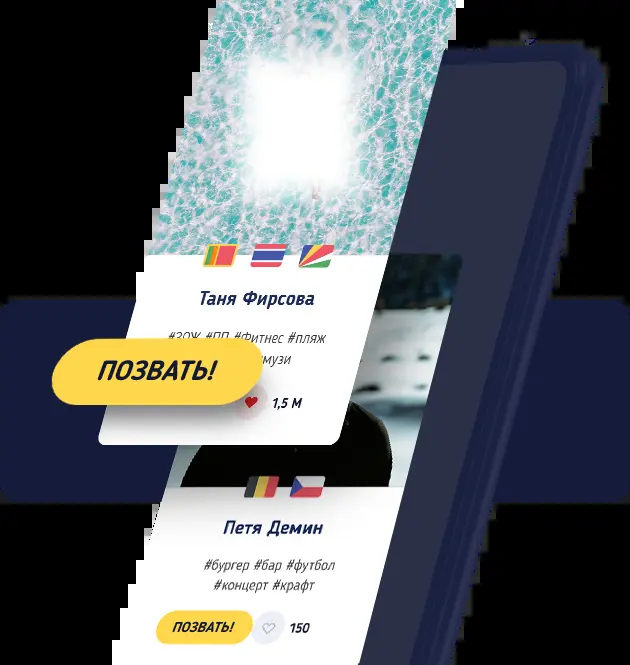 Таня Фирсова
#ЗОЖ #ПП #Фитнес #пляж
ПОЗВАТЬ!
1,5 M
Петя Демин
#бургер #бар #футбол
#концерт #крафт
ПОЗВАТЬ!
150